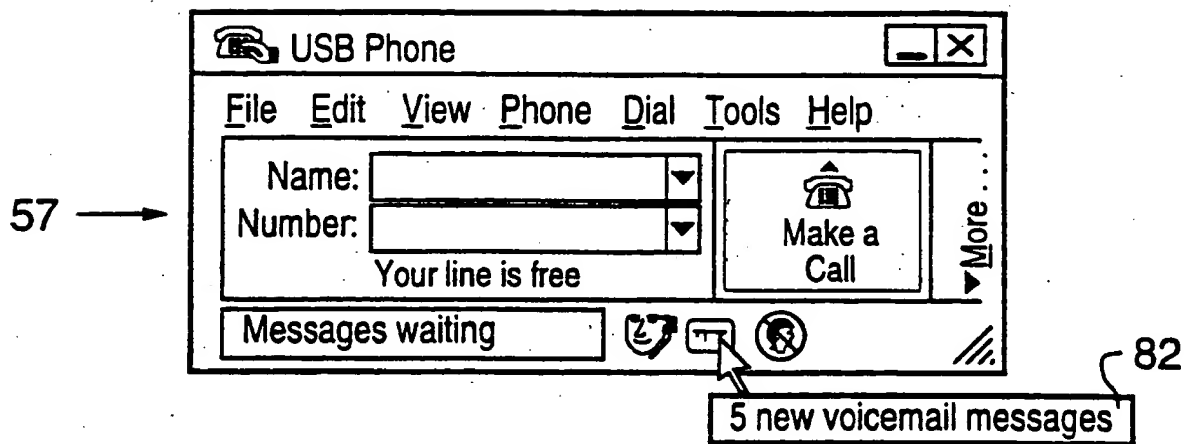 USB Phone
File Edit View Phone Dial Tools Help
Name:
Number:
Your line is free
Make a
Call
More...
57
Messages waiting
82
5 new voicemail messages